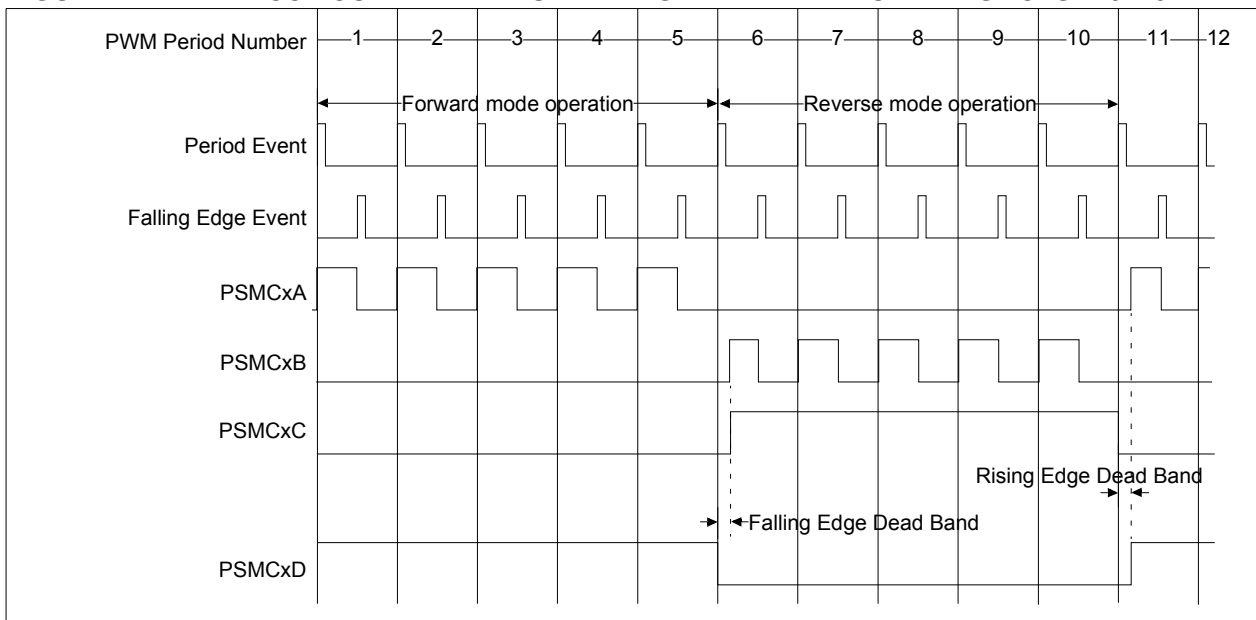 PWM Period Number 1 2 3 4 5 6 7 8 9 10 11 12
Forward mode operation Reverse mode operation
Period Event
Falling Edge Event
PSMCxA
PSMCxB
PSMCxC
Rising Edge Dead Band
Falling Edge Dead Band
PSMCxD